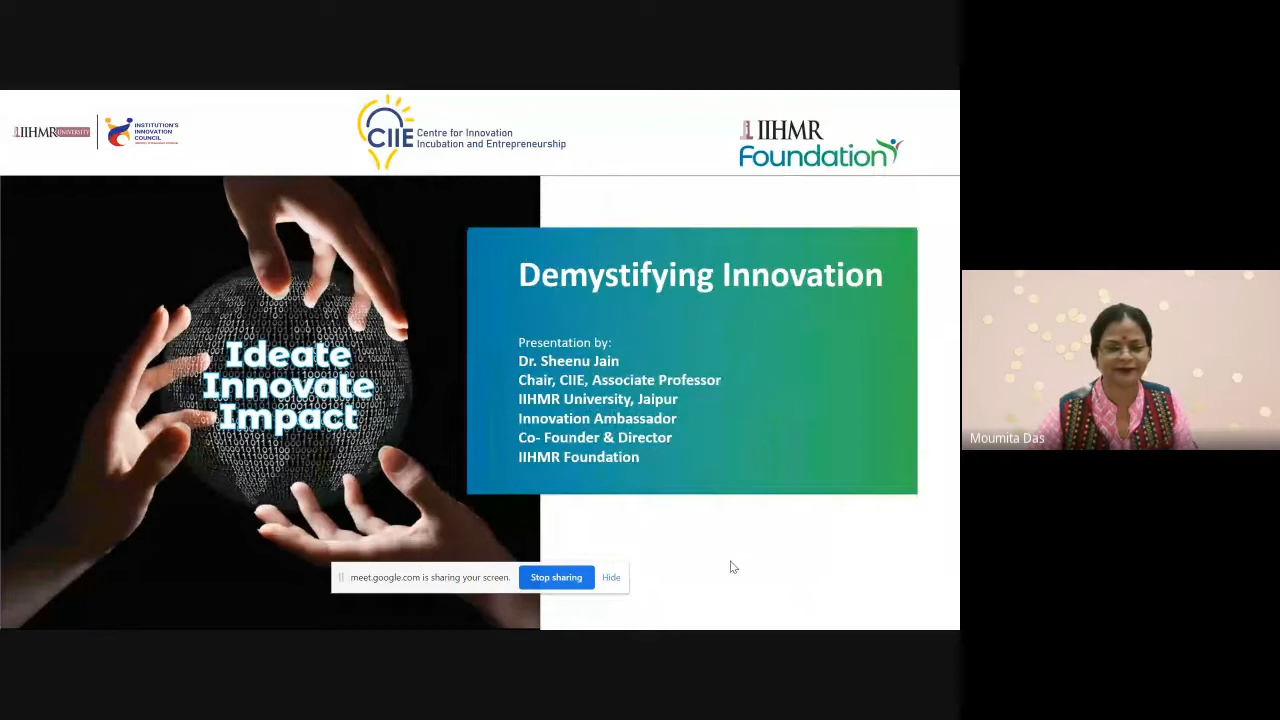 IIHMR UNIVERSITY
INSTITUTION'S
INNOVATION
COUNCIL
CIIE
Centre for Innovation
Incubation and Entrepreneurship
IIHMR
Foundation
Ideate
Innovate
Impact
Demystifying Innovation
Presentation by:
Dr. Sheenu Jain
Chair, CIIE, Associate Professor
IIHMR University, Jaipur
Innovation Ambassador
Co- Founder & Director
IIHMR Foundation
meet.google.com is sharing your screen.
Stop sharing
Hide
Moumita Das